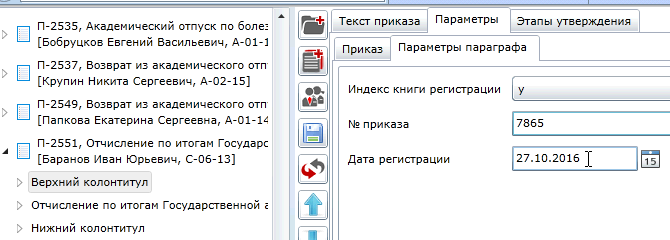 П-2535, Академический отпуск по болез
[Бобруцков Евгений Васильевич, А-01-1
П-2537, Возврат из академического отп
[Крупин Никита Сергеевич, А-02-15]
П-2549, Возврат из академического отп
[Папкова Екатерина Сергеевна, А-01-14
П-2551, Отчисление по итогам Государс
[Баранов Иван Юрьевич, С-06-13]
Верхний колонтитул
Отчисление по итогам Государственной а
Нижний колонтитул
Текст приказа
Параметры
Этапы утверждения
Приказ
Параметры параграфа
Индекс книги регистрации
у
№ приказа
7865
Дата регистрации
27.10.2016
15